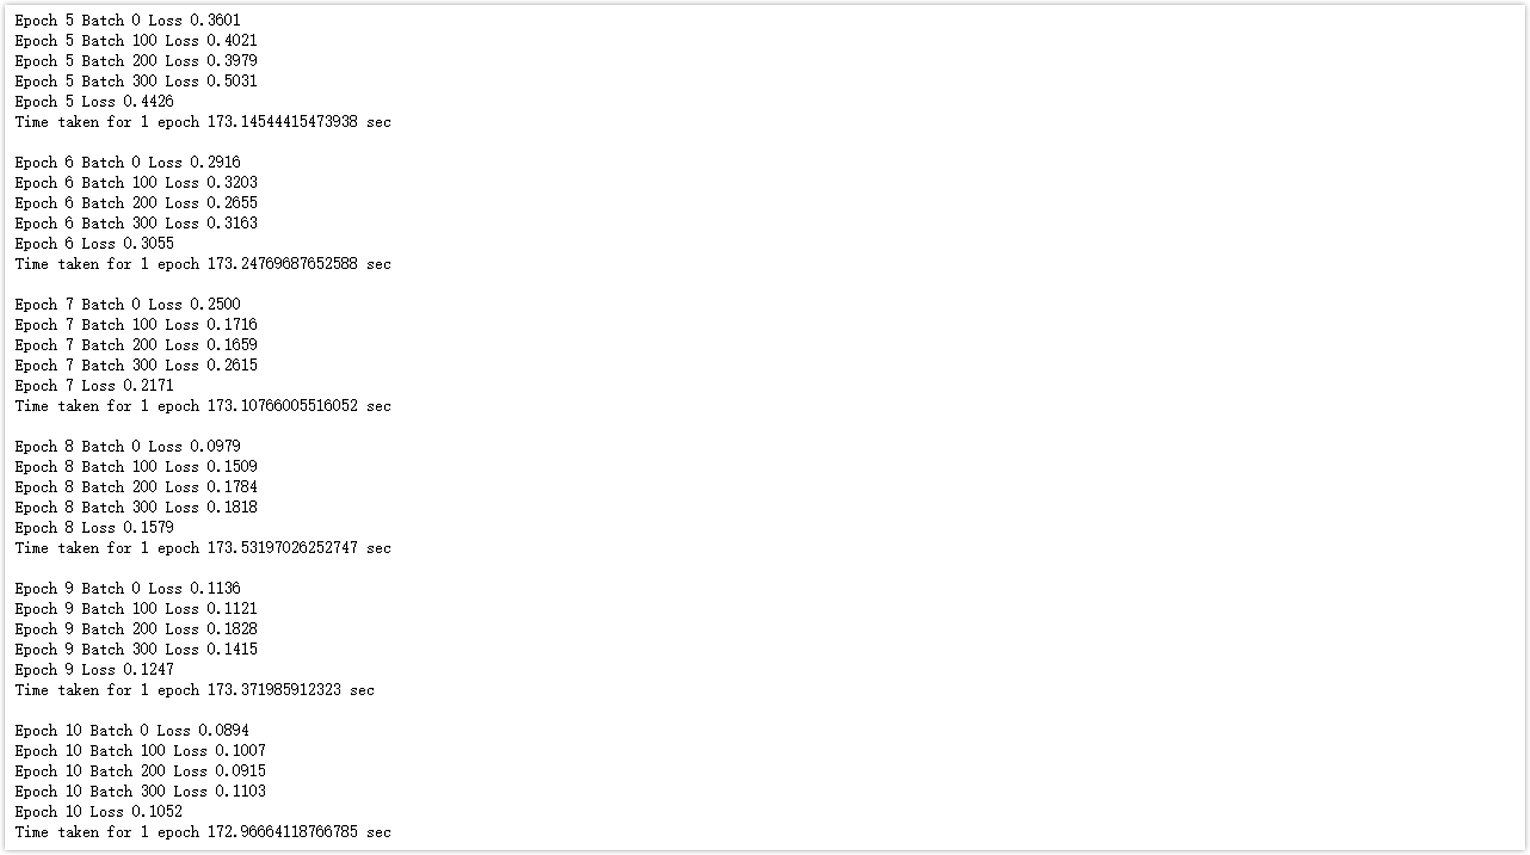 Epoch 5 Batch 0 Loss 0.3601
Epoch 5 Batch 100 Loss 0.4021
Epoch 5 Batch 200 Loss 0.3979
Epoch 5 Batch 300 Loss 0.5031
Epoch 5 Loss 0.4426
Time taken for 1 epoch 173.14544415473938 sec
Epoch 6 Batch 0 Loss 0.2916
Epoch 6 Batch 100 Loss 0.3203
Epoch 6 Batch 200 Loss 0.2655
Epoch 6 Batch 300 Loss 0.3163
Epoch 6 Loss 0.3055
Time taken for 1 epoch 173.24769687652588 sec
Epoch 7 Batch 0 Loss 0.2500
Epoch 7 Batch 100 Loss 0.1716
Epoch 7 Batch 200 Loss 0.1659
Epoch 7 Batch 300 Loss 0.2615
Epoch 7 Loss 0.2171
Time taken for 1 epoch 173.10766005516052 sec
Epoch 8 Batch 0 Loss 0.0979
Epoch 8 Batch 100 Loss 0.1509
Epoch 8 Batch 200 Loss 0.1784
Epoch 8 Batch 300 Loss 0.1818
Epoch 8 Loss 0.1579
Time taken for 1 epoch 173.53197026252747 sec
Epoch 9 Batch 0 Loss 0.1136
Epoch 9 Batch 100 Loss 0.1121
Epoch 9 Batch 200 Loss 0.1828
Epoch 9 Batch 300 Loss 0.1415
Epoch 9 Loss 0.1247
Time taken for 1 epoch 173.371985912323 sec
Epoch 10 Batch 0 Loss 0.0894
Epoch 10 Batch 100 Loss 0.1007
Epoch 10 Batch 200 Loss 0.0915
Epoch 10 Batch 300 Loss 0.1103
Epoch 10 Loss 0.1052
Time taken for 1 epoch 172.96664118766785 sec